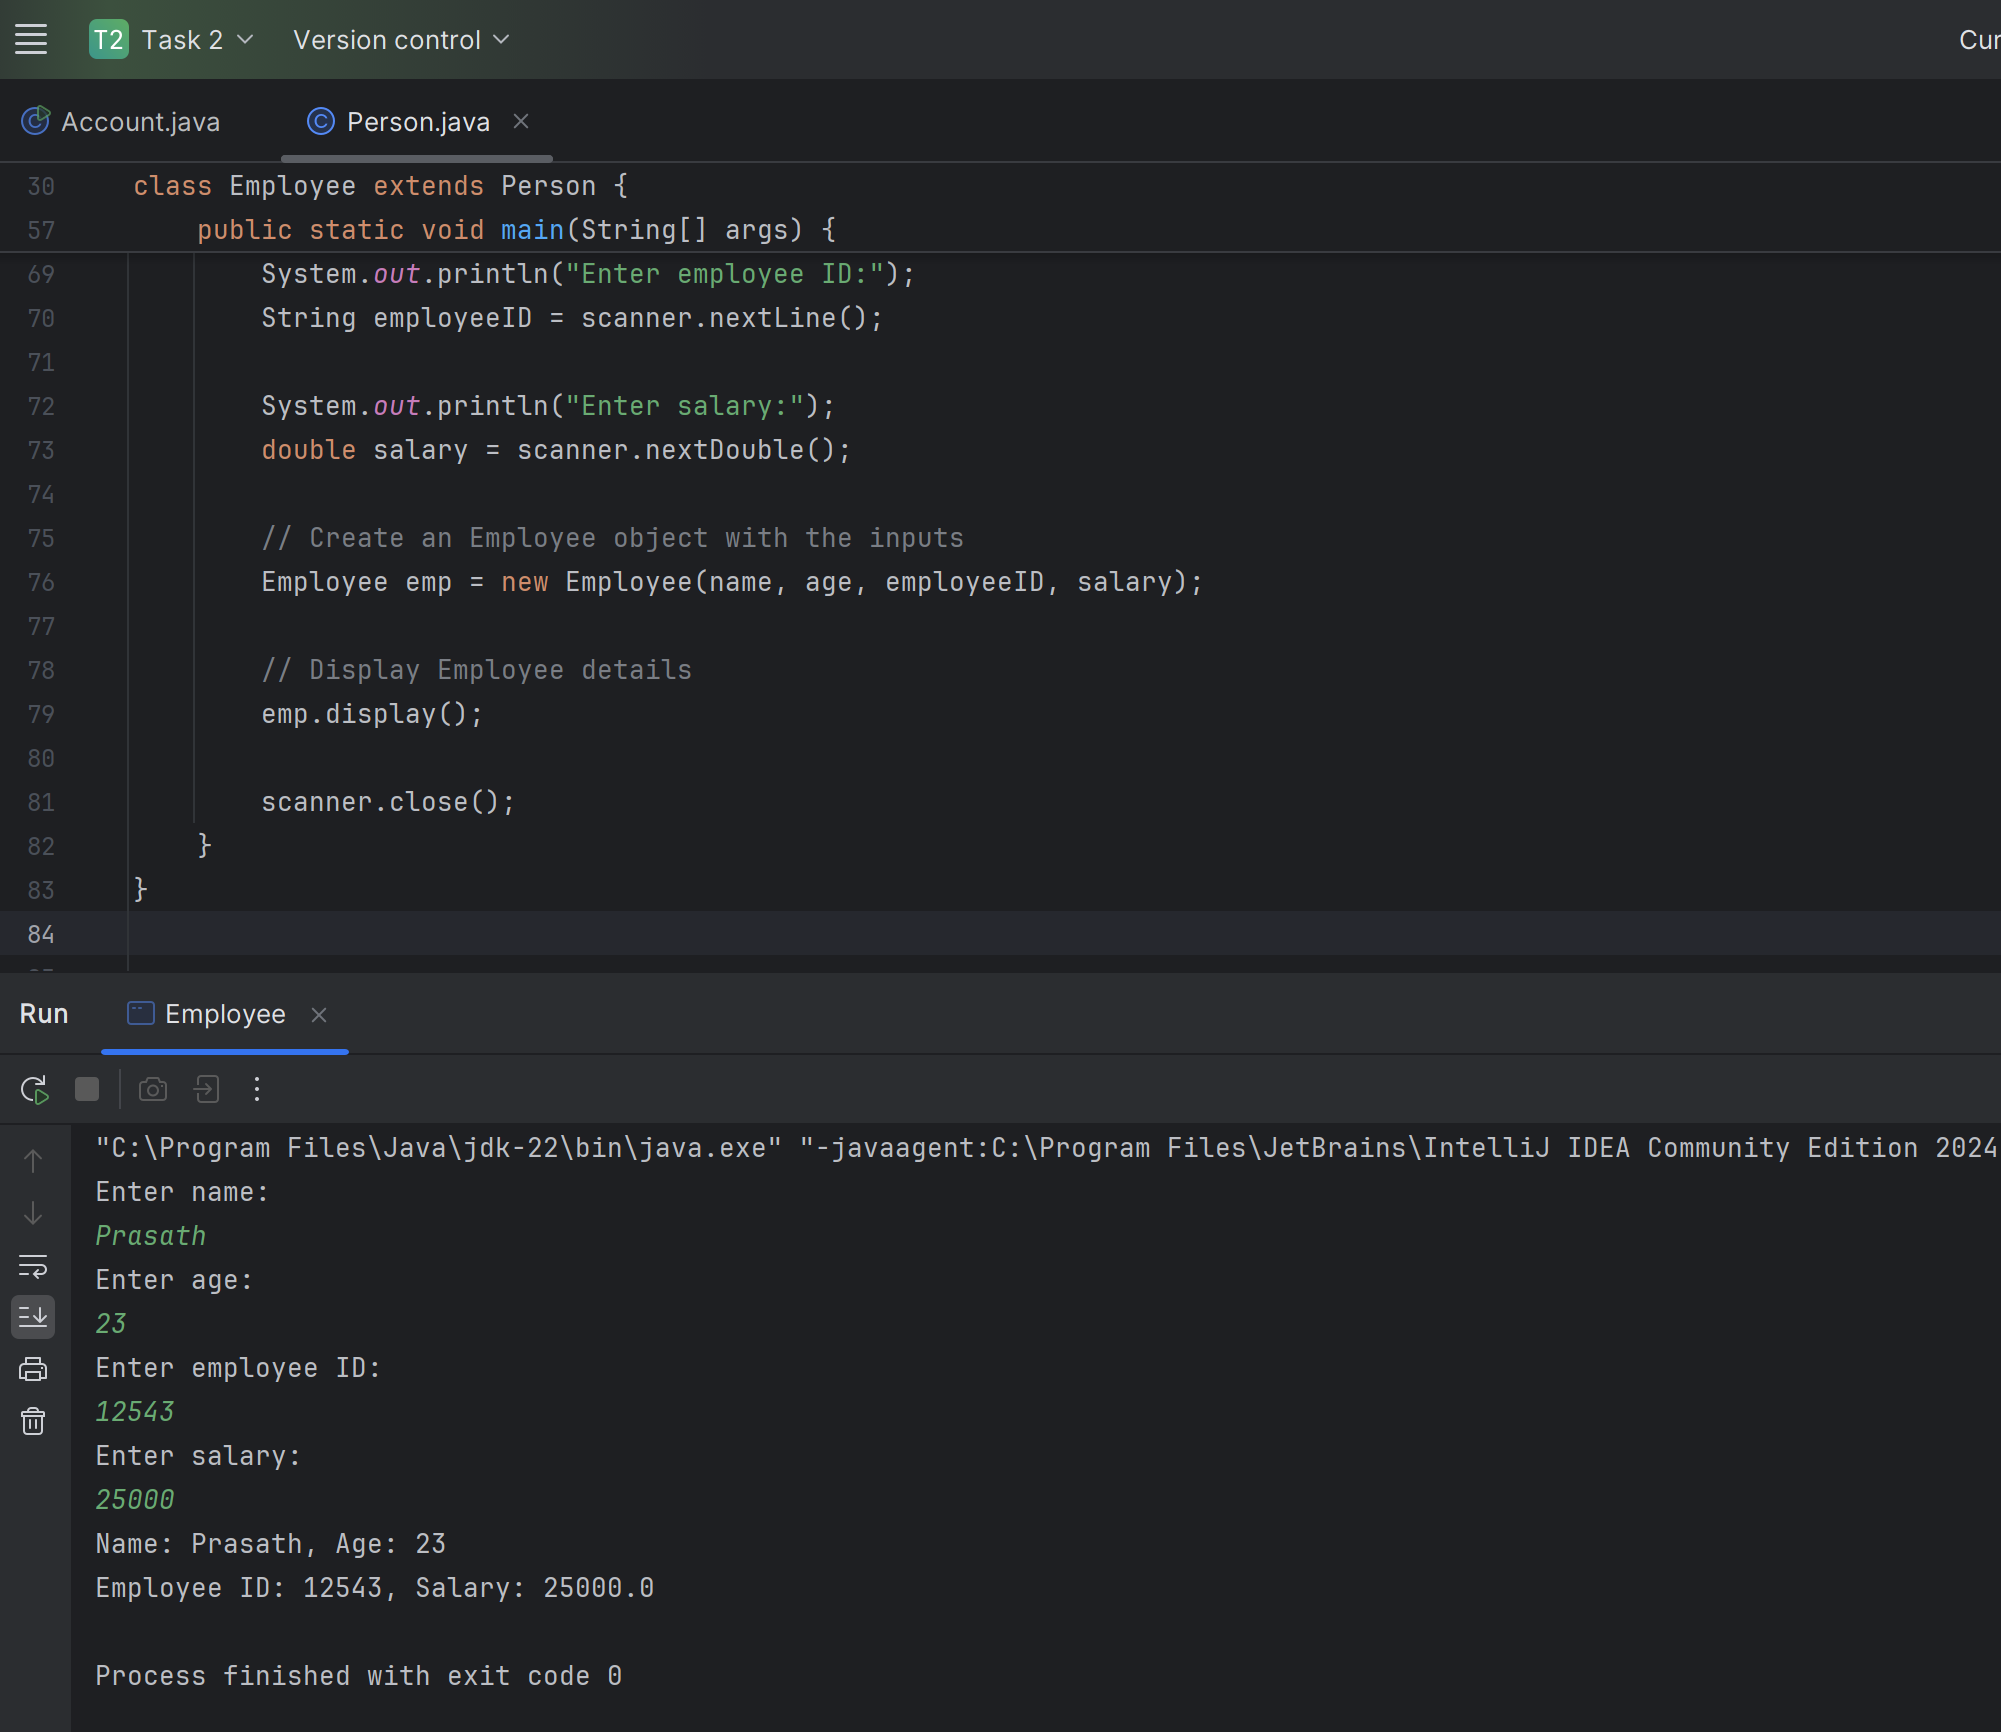 T2 Task 2 Version control Cur
Account.java Person.java
30 class Employee extends Person {
57 public static void main(String[] args) {
69 System.out.println("Enter employee ID:");
70 String employeeID = scanner.nextLine();
71
72 System.out.println("Enter salary:");
73 double salary = scanner.nextDouble();
74
75 // Create an Employee object with the inputs
76 Employee emp = new Employee(name, age, employeeID, salary);
77
78 // Display Employee details
79 emp.display();
80
81 scanner.close();
82 }
83 }
84
Run Employee
"C:\Program Files\Java\jdk-22\bin\java.exe" "-javaagent:C:\Program Files\JetBrains\IntelliJ IDEA Community Edition 2024
Enter name:
Prasath
Enter age:
23
Enter employee ID:
12543
Enter salary:
25000
Name: Prasath, Age: 23
Employee ID: 12543, Salary: 25000.0
Process finished with exit code 0